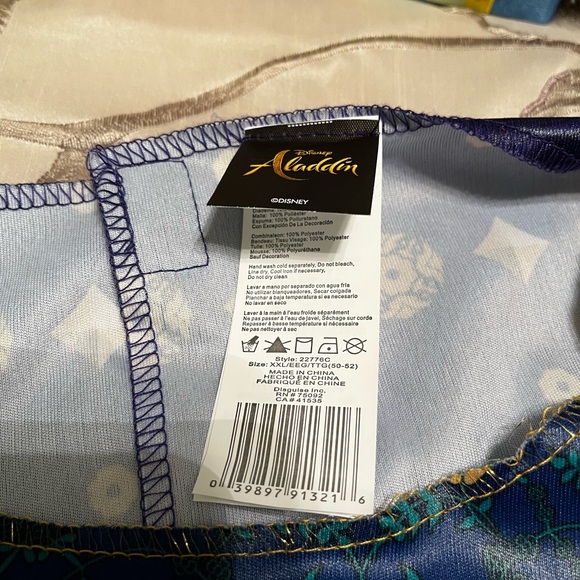 Disney
Aladdin
©DISNEY
Maille: 100% Polyester
Espuma: 100% Poliuretano
Con Excepción De La Decoración
Combinaison: 100% Polyester
Bandeau: Tissu Visage: 100% Polyester
Tulle: 100% Polyester
Mousse: 100% Polyuréthane
Sauf Décoration
Hand wash cold separately, Do not bleach,
Line dry, Cool iron if necessary,
Do not dry clean
Lavar a mano por separado con agua fría
No utilizar blanqueadores, Secar colgada
Planchar a baja temperatura si es necesario
No lavar en seco
Laver à la main à l'eau froide séparément
Ne pas passer à l'eau de javel, Séchage sur corde
Repasser à basse température si nécessaire
Ne pas nettoyer à sec
Style: 22776C
Size: XXL/EEG/TTG(50-52)
MADE IN CHINA
HECHO EN CHINA
FABRIQUÉ EN CHINE
Disguise Inc.
RN # 75092
CA # 41535
0 39897 91321 6